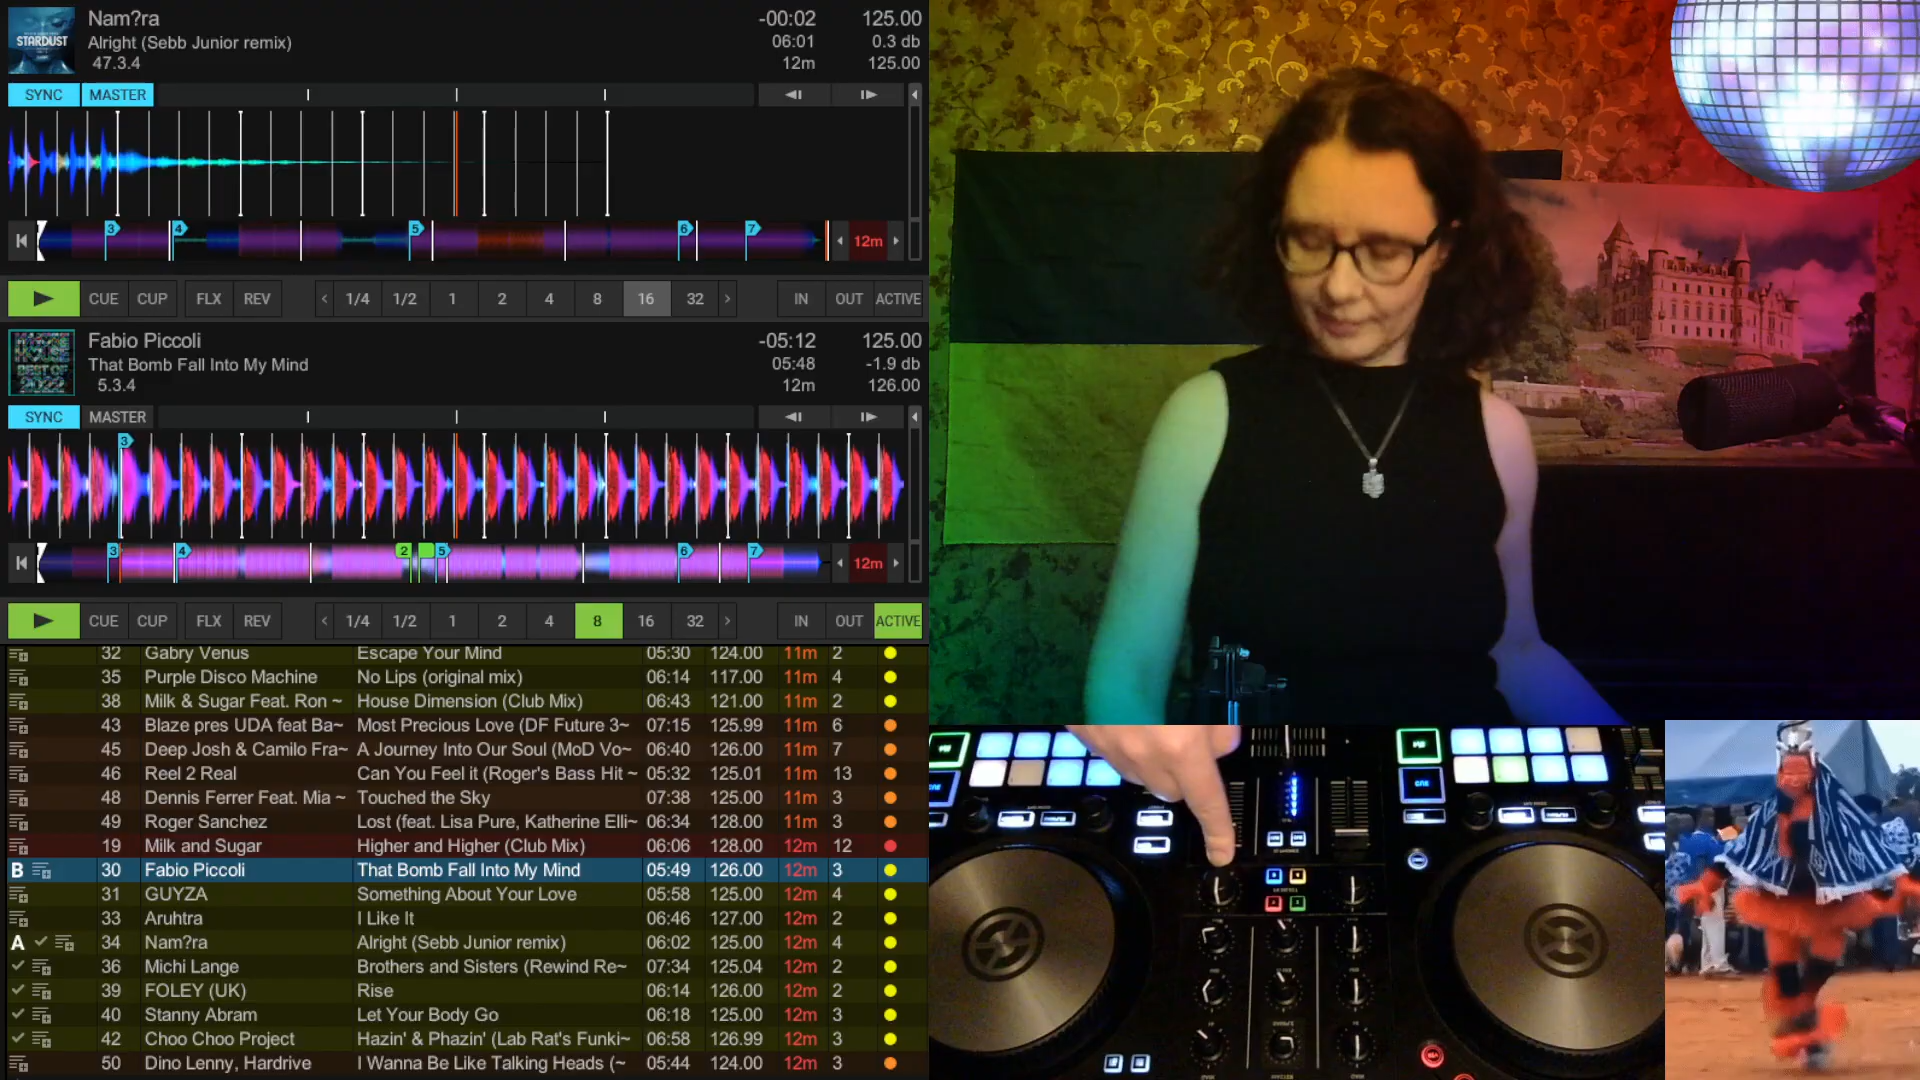 Nam?ra -00:02 125.00
Alright (Sebb Junior remix) 06:01 0.3 db
47.3.4 12m 125.00
STARDUST
SYNC MASTER
3 4 5 6 7 12m
CUE CUP FLX REV 1/4 1/2 1 2 4 8 16 32 IN OUT ACTIVE
Fabio Piccoli -05:12 125.00
That Bomb Fall Into My Mind 05:48 -1.9 db
5.3.4 12m 126.00
BEST OF
SYNC MASTER
3
3 4 2 5 6 7 12m
CUE CUP FLX REV 1/4 1/2 1 2 4 8 16 32 IN OUT ACTIVE
32 Gabry Venus Escape Your Mind 05:30 124.00 11m 2
35 Purple Disco Machine No Lips (original mix) 06:14 117.00 11m 4
38 Milk & Sugar Feat. Ron ~ House Dimension (Club Mix) 06:43 121.00 11m 2
43 Blaze pres UDA feat Ba~ Most Precious Love (DF Future 3~ 07:15 125.99 11m 6
45 Deep Josh & Camilo Fra~ A Journey Into Our Soul (MoD Vo~ 06:40 126.00 11m 7
46 Reel 2 Real Can You Feel it (Roger's Bass Hit ~ 05:32 125.01 11m 13
48 Dennis Ferrer Feat. Mia ~ Touched the Sky 07:38 125.00 11m 3
49 Roger Sanchez Lost (feat. Lisa Pure, Katherine Elli~ 06:34 128.00 11m 3
19 Milk and Sugar Higher and Higher (Club Mix) 06:06 128.00 12m 12
B 30 Fabio Piccoli That Bomb Fall Into My Mind 05:49 126.00 12m 3
31 GUYZA Something About Your Love 05:58 125.00 12m 4
33 Aruhtra I Like It 06:46 127.00 12m 2
A 34 Nam?ra Alright (Sebb Junior remix) 06:02 125.00 12m 4
36 Michi Lange Brothers and Sisters (Rewind Re~ 07:34 125.04 12m 2
39 FOLEY (UK) Rise 06:14 126.00 12m 2
40 Stanny Abram Let Your Body Go 06:18 125.00 12m 3
42 Choo Choo Project Hazin' & Phazin' (Lab Rat's Funki~ 06:58 126.99 12m 3
50 Dino Lenny, Hardrive I Wanna Be Like Talking Heads (~ 05:44 124.00 12m 3